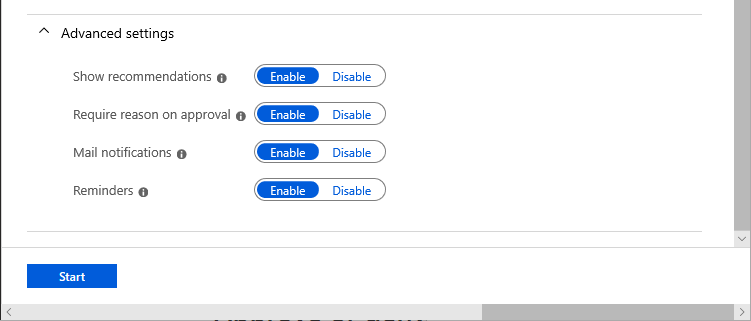 Advanced settings
Show recommendations Enable Disable
Require reason on approval Enable Disable
Mail notifications Enable Disable
Reminders Enable Disable
Start